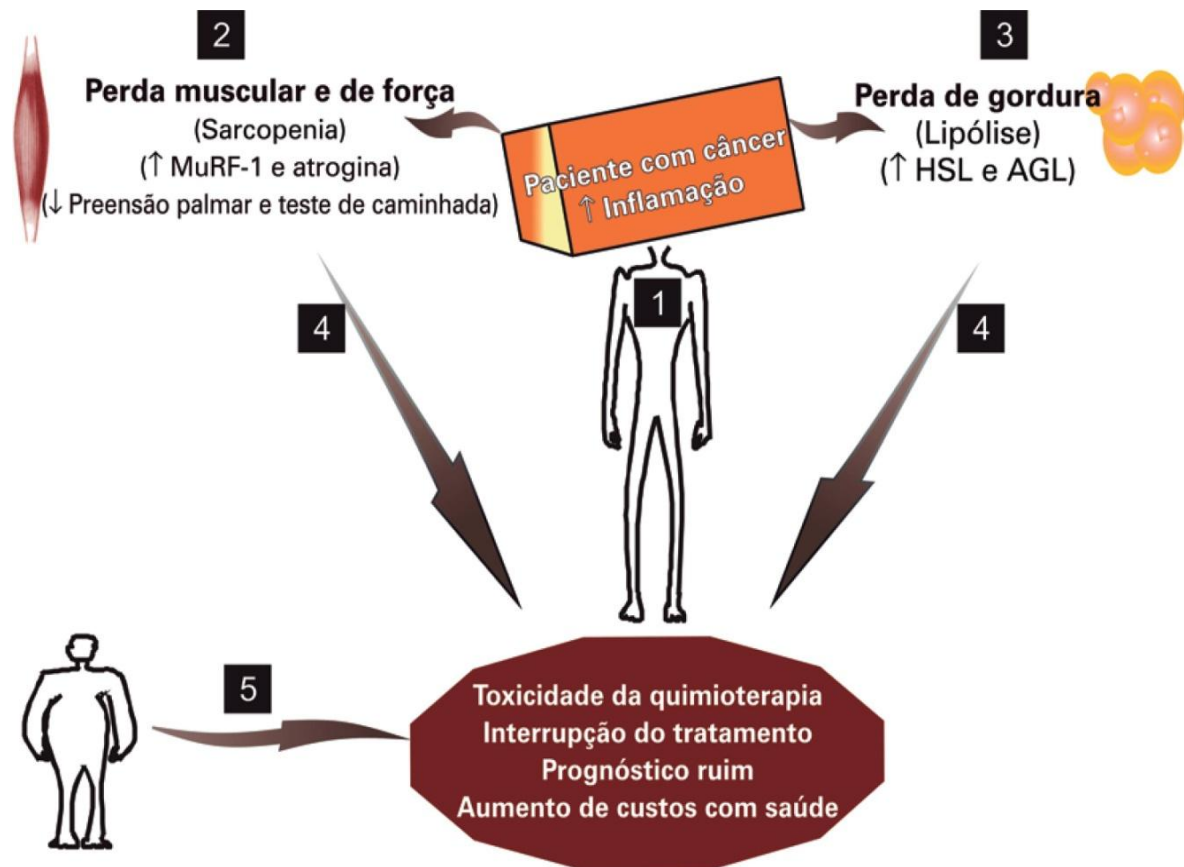 2
Perda muscular e de força
(Sarcopenia)
(↑ MuRF-1 e atrogina)
(↓ Preensão palmar e teste de caminhada)
Paciente com câncer
↑ Inflamação
3
Perda de gordura
(Lipólise)
(↑ HSL e AGL)
1
4
4
5
Toxicidade da quimioterapia
Interrupção do tratamento
Prognóstico ruim
Aumento de custos com saúde